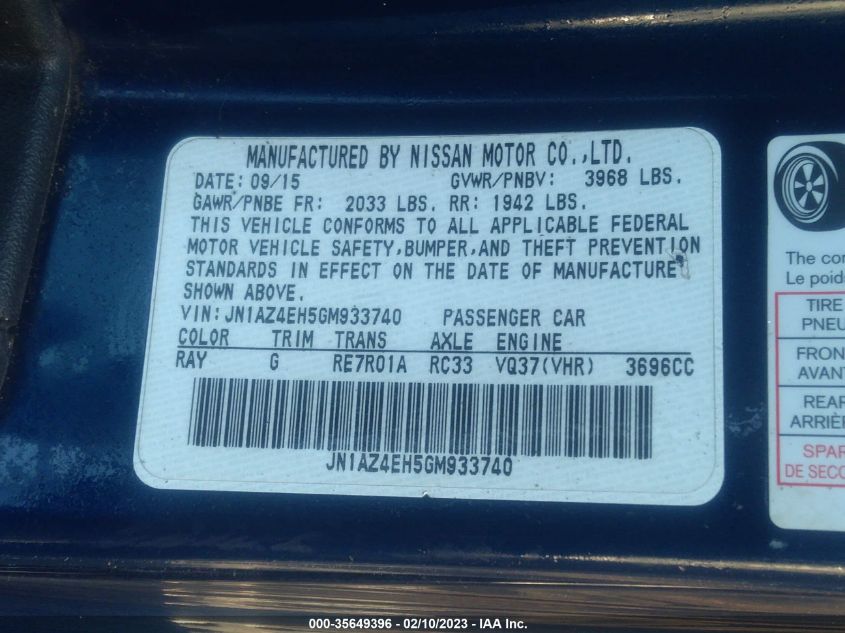 MANUFACTURED BY NISSAN MOTOR CO.,LTD.
DATE: 09/15 GVWR/PNBV: 3968 LBS.
GAWR/PNBE FR: 2033 LBS. RR: 1942 LBS.
THIS VEHICLE CONFORMS TO ALL APPLICABLE FEDERAL
MOTOR VEHICLE SAFETY,BUMPER,AND THEFT PREVENTION
STANDARDS IN EFFECT ON THE DATE OF MANUFACTURE
SHOWN ABOVE.
VIN: JN1AZ4EH5GM933740 PASSENGER CAR
COLOR TRIM TRANS AXLE ENGINE
RAY G RE7R01A RC33 VQ37(VHR) 3696CC
JN1AZ4EH5GM933740
The com
Le poids
TIRE
PNEU
FRON
AVANT
REAR
ARRIÈR
SPAR
DE SECO
000-35649396 - 02/10/2023 - IAA Inc.